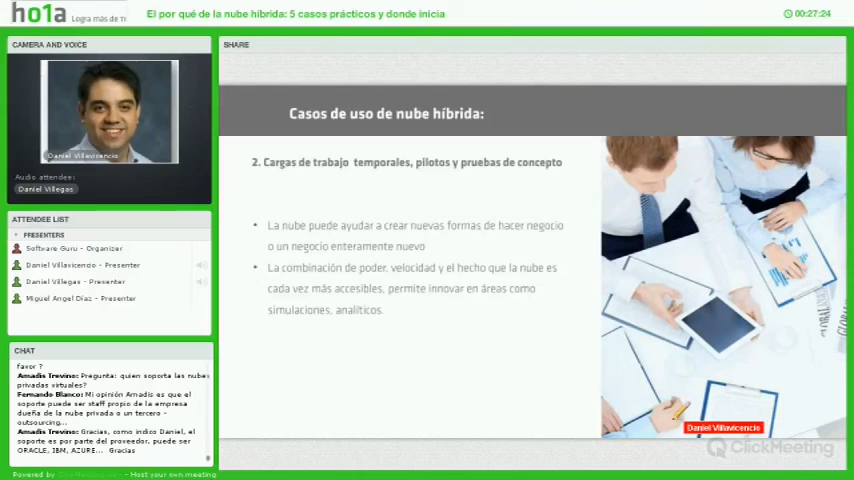 ho1a Logra más de TI
El por qué de la nube híbrida: 5 casos prácticos y donde inicia
00:27:24
CAMERA AND VOICE
Daniel Villavicencio
Audio attendee:
Daniel Villegas
ATTENDEE LIST
PRESENTERS
Software Guru - Organizer
Daniel Villavicencio - Presenter
Daniel Villegas - Presenter
Miguel Angel Díaz - Presenter
CHAT
favor ?
Amadis Trevino: Pregunta: quien soporta las nubes
privadas virtuales?
Fernando Blanco: Mi opinión Amadis es que el
soporte puede ser staff propio de la empresa
dueña de la nube privada o un tercero -
outsourcing...
Amadis Trevino: Gracias, como indico Daniel, el
soporte es por parte del proveedor, puede ser
ORACLE, IBM, AZURE... Gracias
Powered by ClickMeeting - Host your own meeting
SHARE
Casos de uso de nube híbrida:
2. Cargas de trabajo temporales, pilotos y pruebas de concepto
• La nube puede ayudar a crear nuevas formas de hacer negocio
o un negocio enteramente nuevo
• La combinación de poder, velocidad y el hecho que la nube es
cada vez más accesibles, permite innovar en áreas como
simulaciones, analíticos.
Daniel Villavicencio
ClickMeeting